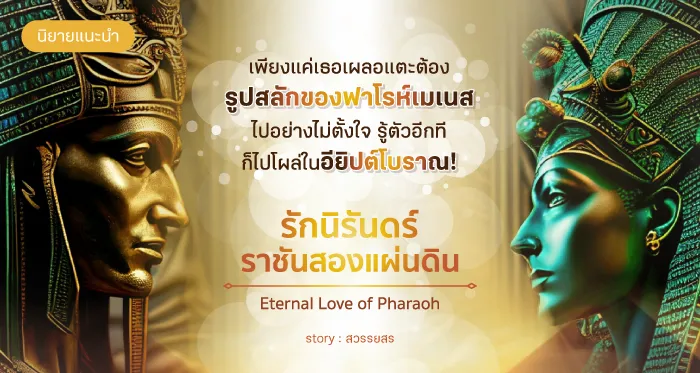 นิยายแนะนำ
เพียงแค่เธอเผลอแตะต้อง
รูปสลักของฟาโรห์เมเนส
ไปอย่างไม่ตั้งใจ รู้ตัวอีกที
ก็ไปโผล่ในอียิปต์โบราณ!
รักนิรันดร์
ราชันสองแผ่นดิน
Eternal Love of Pharaoh
story : สวรรยสร